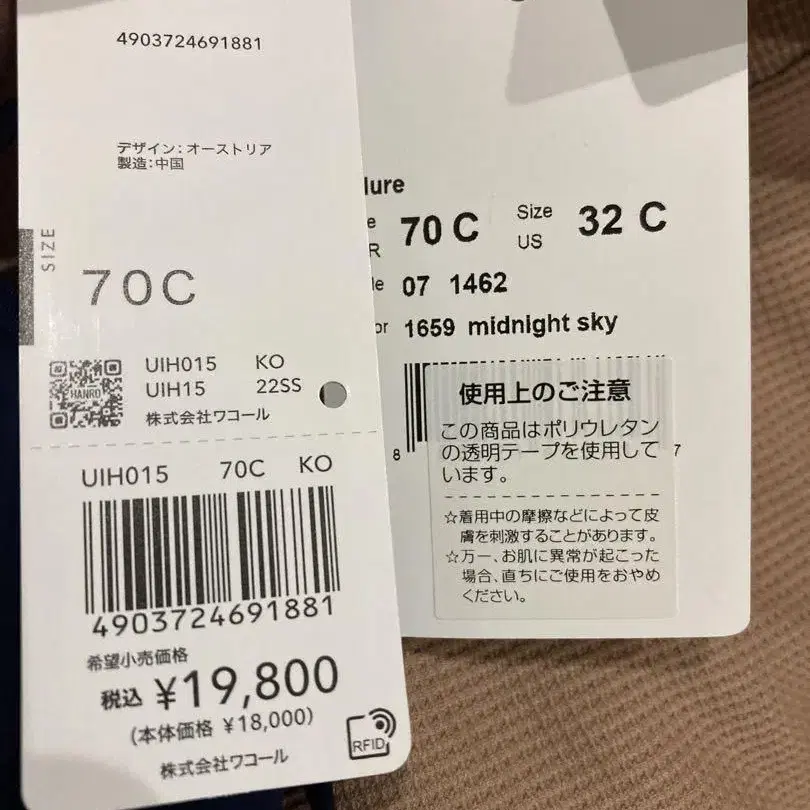 4903724691881
デザイン:オーストリア
製造:中国
SIZE
70C
HANRO
UIH015 KO
UIH15 22SS
株式会社ワコール
UIH015 70C KO
4903724691881
希望小売価格
税込 ¥19,800
(本体価格 ¥18,000)
株式会社ワコール
RFID
lure
70 C Size US 32 C
07 1462
1659 midnight sky
8 7
使用上のご注意
この商品はポリウレタン
の透明テープを使用して
います。
☆着用中の摩擦などによって皮
膚を刺激することがあります。
☆万一、お肌に異常が起こった
場合、直ちにご使用をおやめ
ください。